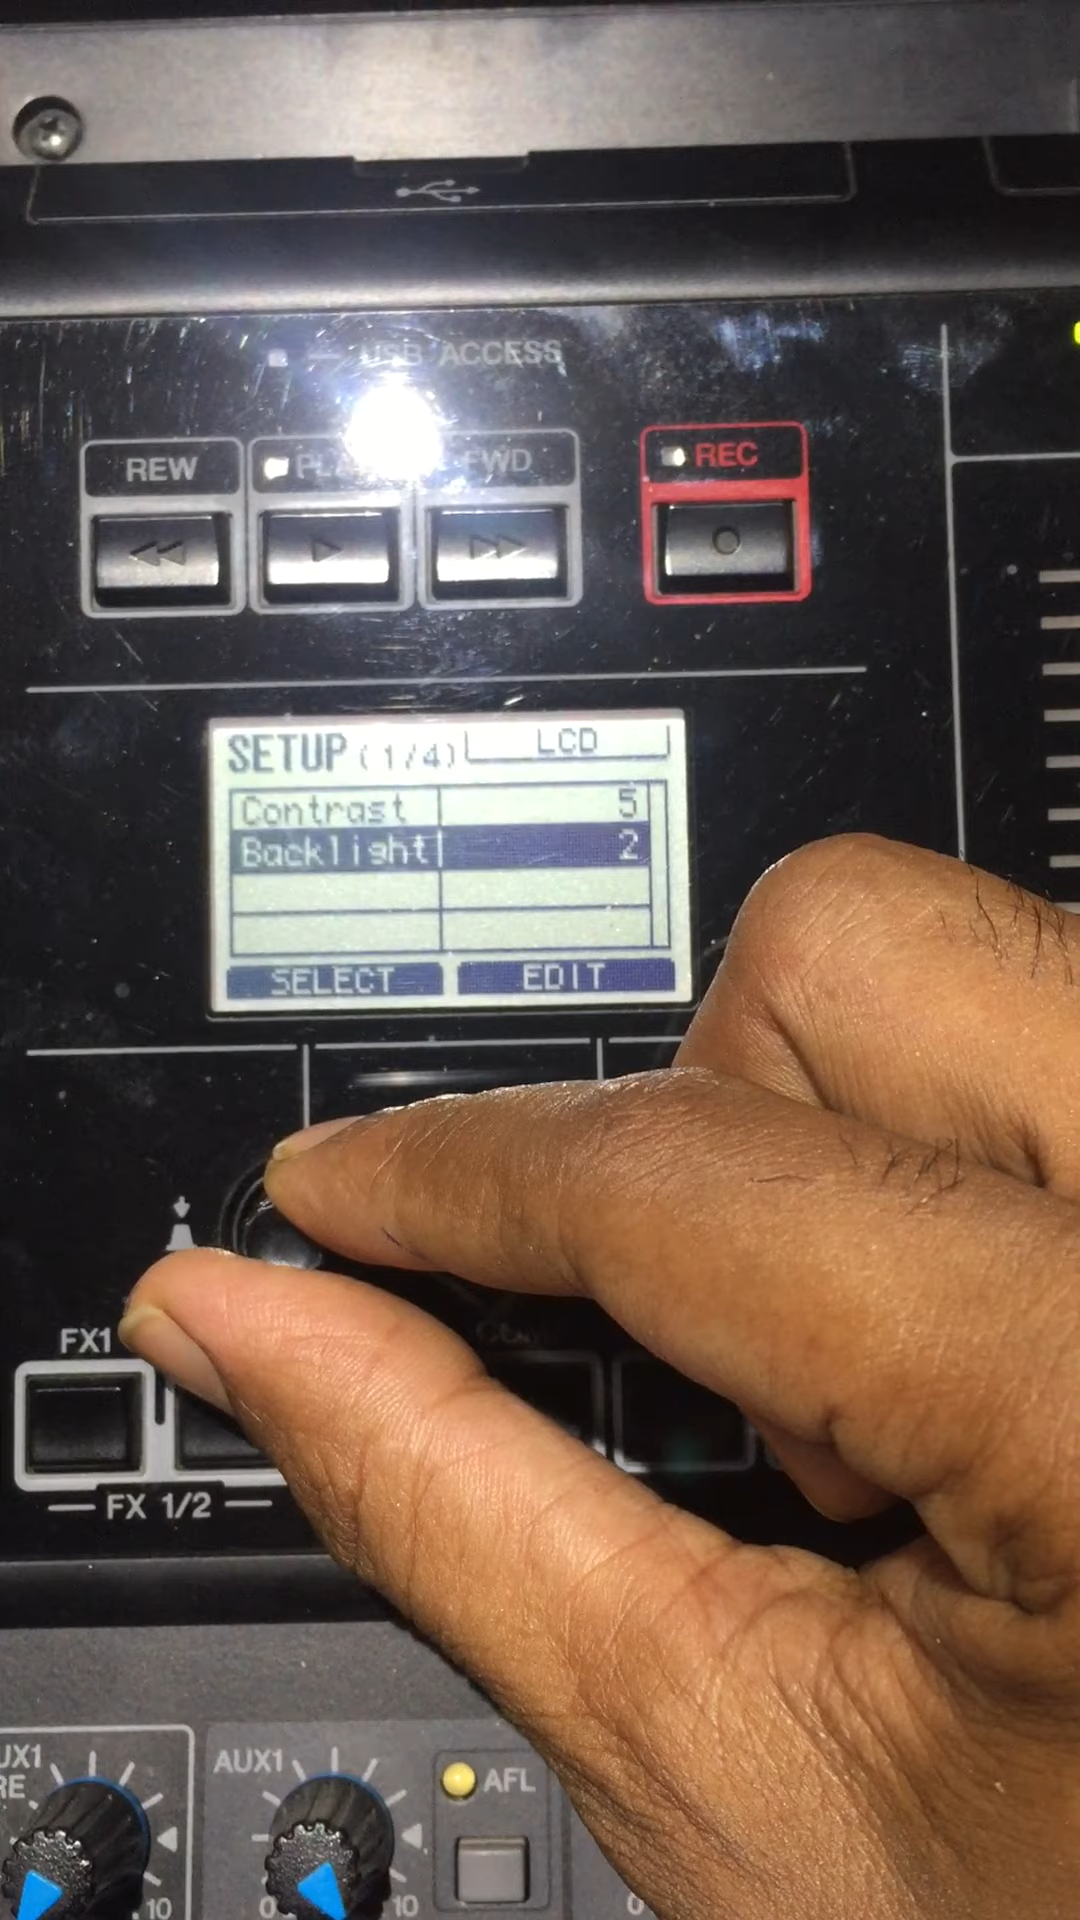 USB ACCESS
REW
FWD
REC
SETUP (1/4) LCD
Contrast 5
Backlight 2
SELECT EDIT
FX1
FX 1/2
AUX1 AFL
10
0 10
0